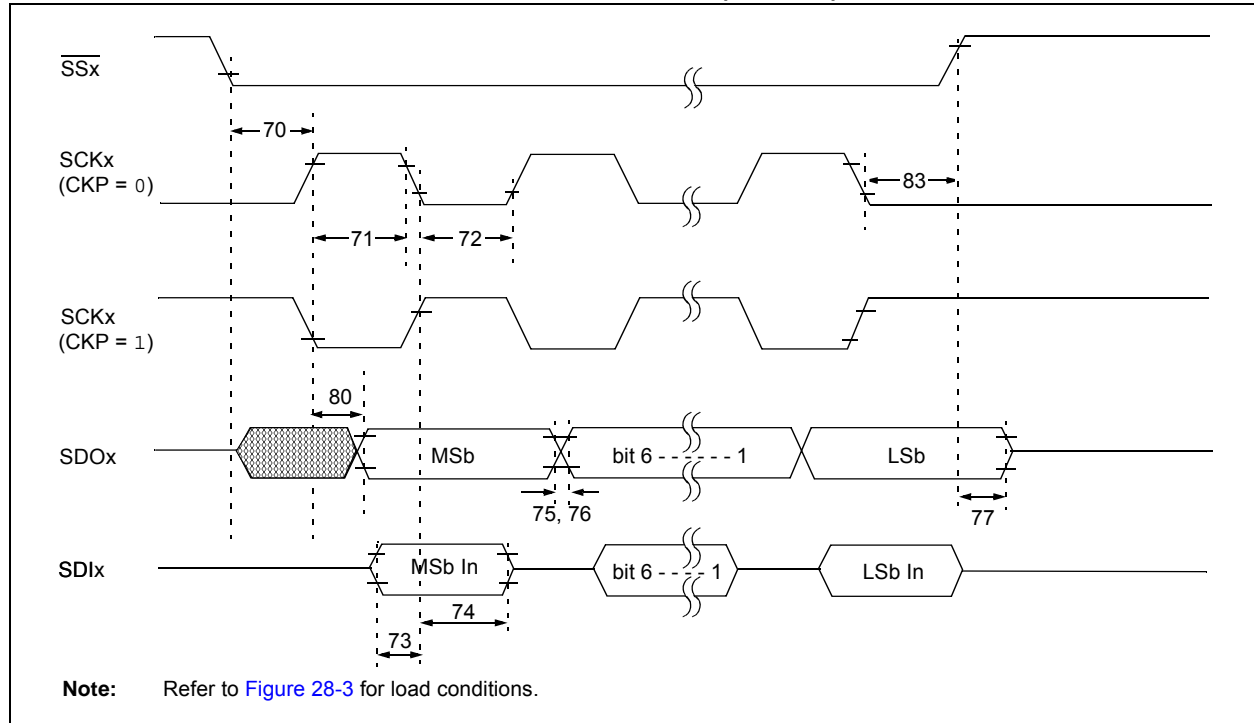 SSx
70
SCKx
(CKP = 0)
83
71
72
SCKx
(CKP = 1)
80
SDOx
MSb
bit 6 - - - - - - 1
LSb
75, 76
77
SDIx
MSb In
bit 6 - - - - 1
LSb In
74
73
Note: Refer to Figure 28-3 for load conditions.